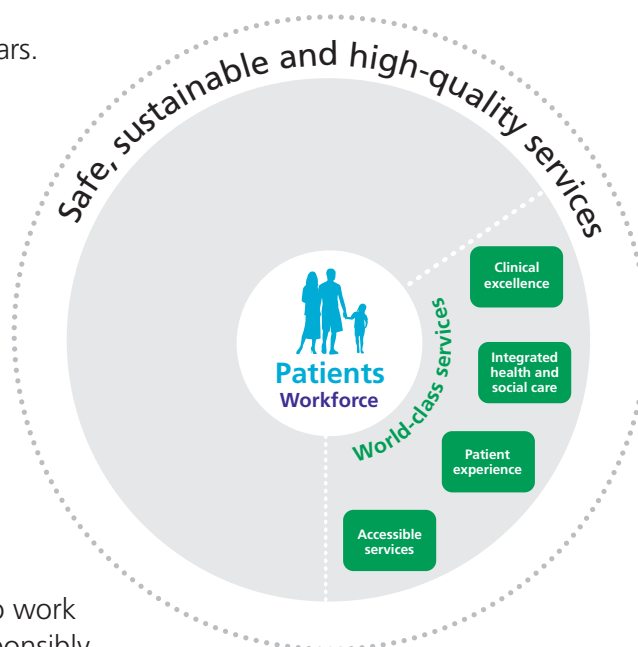 ars.
Safe, sustainable and high-quality services
Clinical
excellence
Integrated
health and
social care
World-class services
Patients
Workforce
Patient
experience
Accessible
services
o work
onsibly